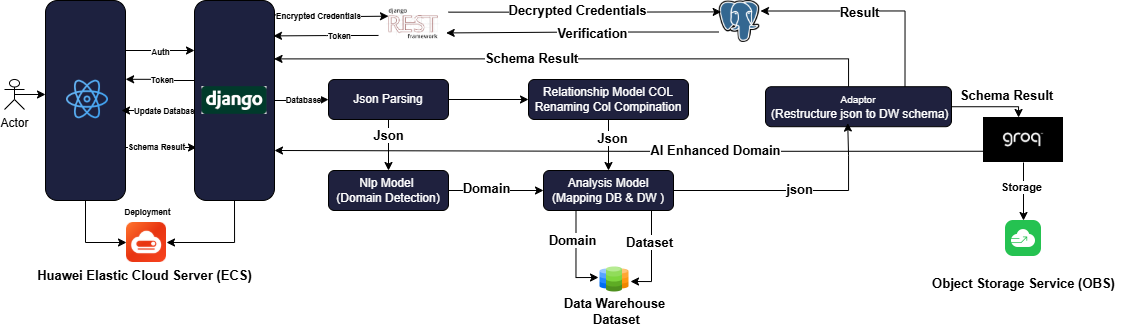 Encrypted Credentials
django
REST
framework
Decrypted Credentials
Result
Token
Verification
Auth
Schema Result
Token
Actor
django
Database
Json Parsing
Relationship Model COL
Renaming Col Compination
Adaptor
(Restructure json to DW schema)
Schema Result
Update Databas
Json
Json
groq
Schema Result
AI Enhanced Domain
Nlp Model
(Domain Detection)
Domain
Analysis Model
(Mapping DB & DW )
json
Storage
Deployment
Domain
Dataset
Huawei Elastic Cloud Server (ECS)
Object Storage Service (OBS)
Data Warehouse
Dataset